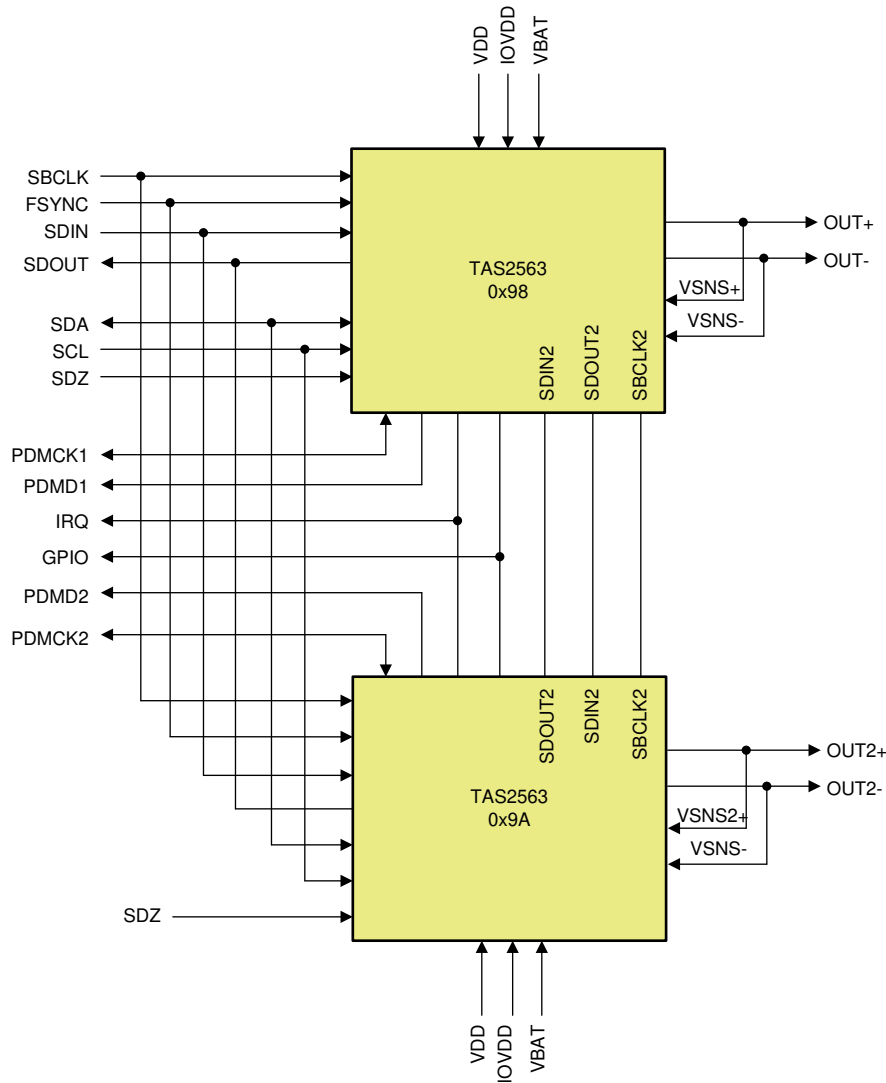 VDD
IOVDD
VBAT
SBCLK
FSYNC
SDIN
SDOUT
SDA
SCL
SDZ
TAS2563
0x98
OUT+
OUT-
VSNS+
VSNS-
SDIN2
SDOUT2
SBCLK2
PDMCK1
PDMD1
IRQ
GPIO
PDMD2
PDMCK2
SDOUT2
SDIN2
SBCLK2
TAS2563
0x9A
OUT2+
OUT2-
VSNS2+
VSNS-
SDZ
VDD
IOVDD
VBAT